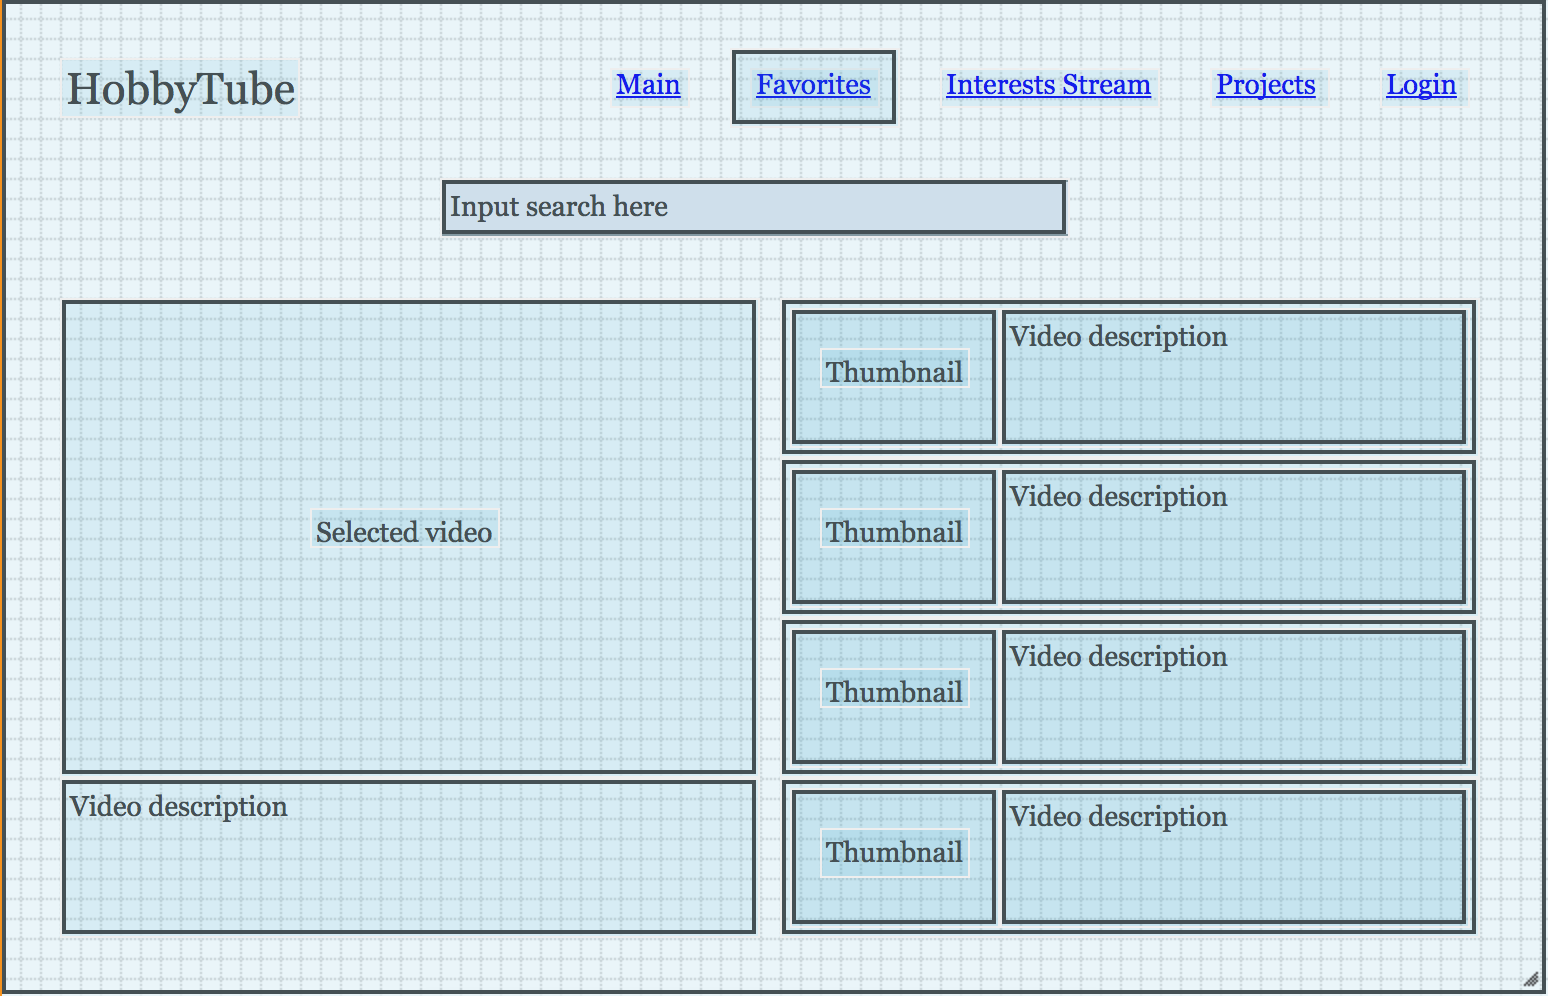 HobbyTube
Main Favorites Interests Stream Projects Login
Input search here
Selected video
Video description
Thumbnail
Video description
Thumbnail
Video description
Thumbnail
Video description
Thumbnail
Video description